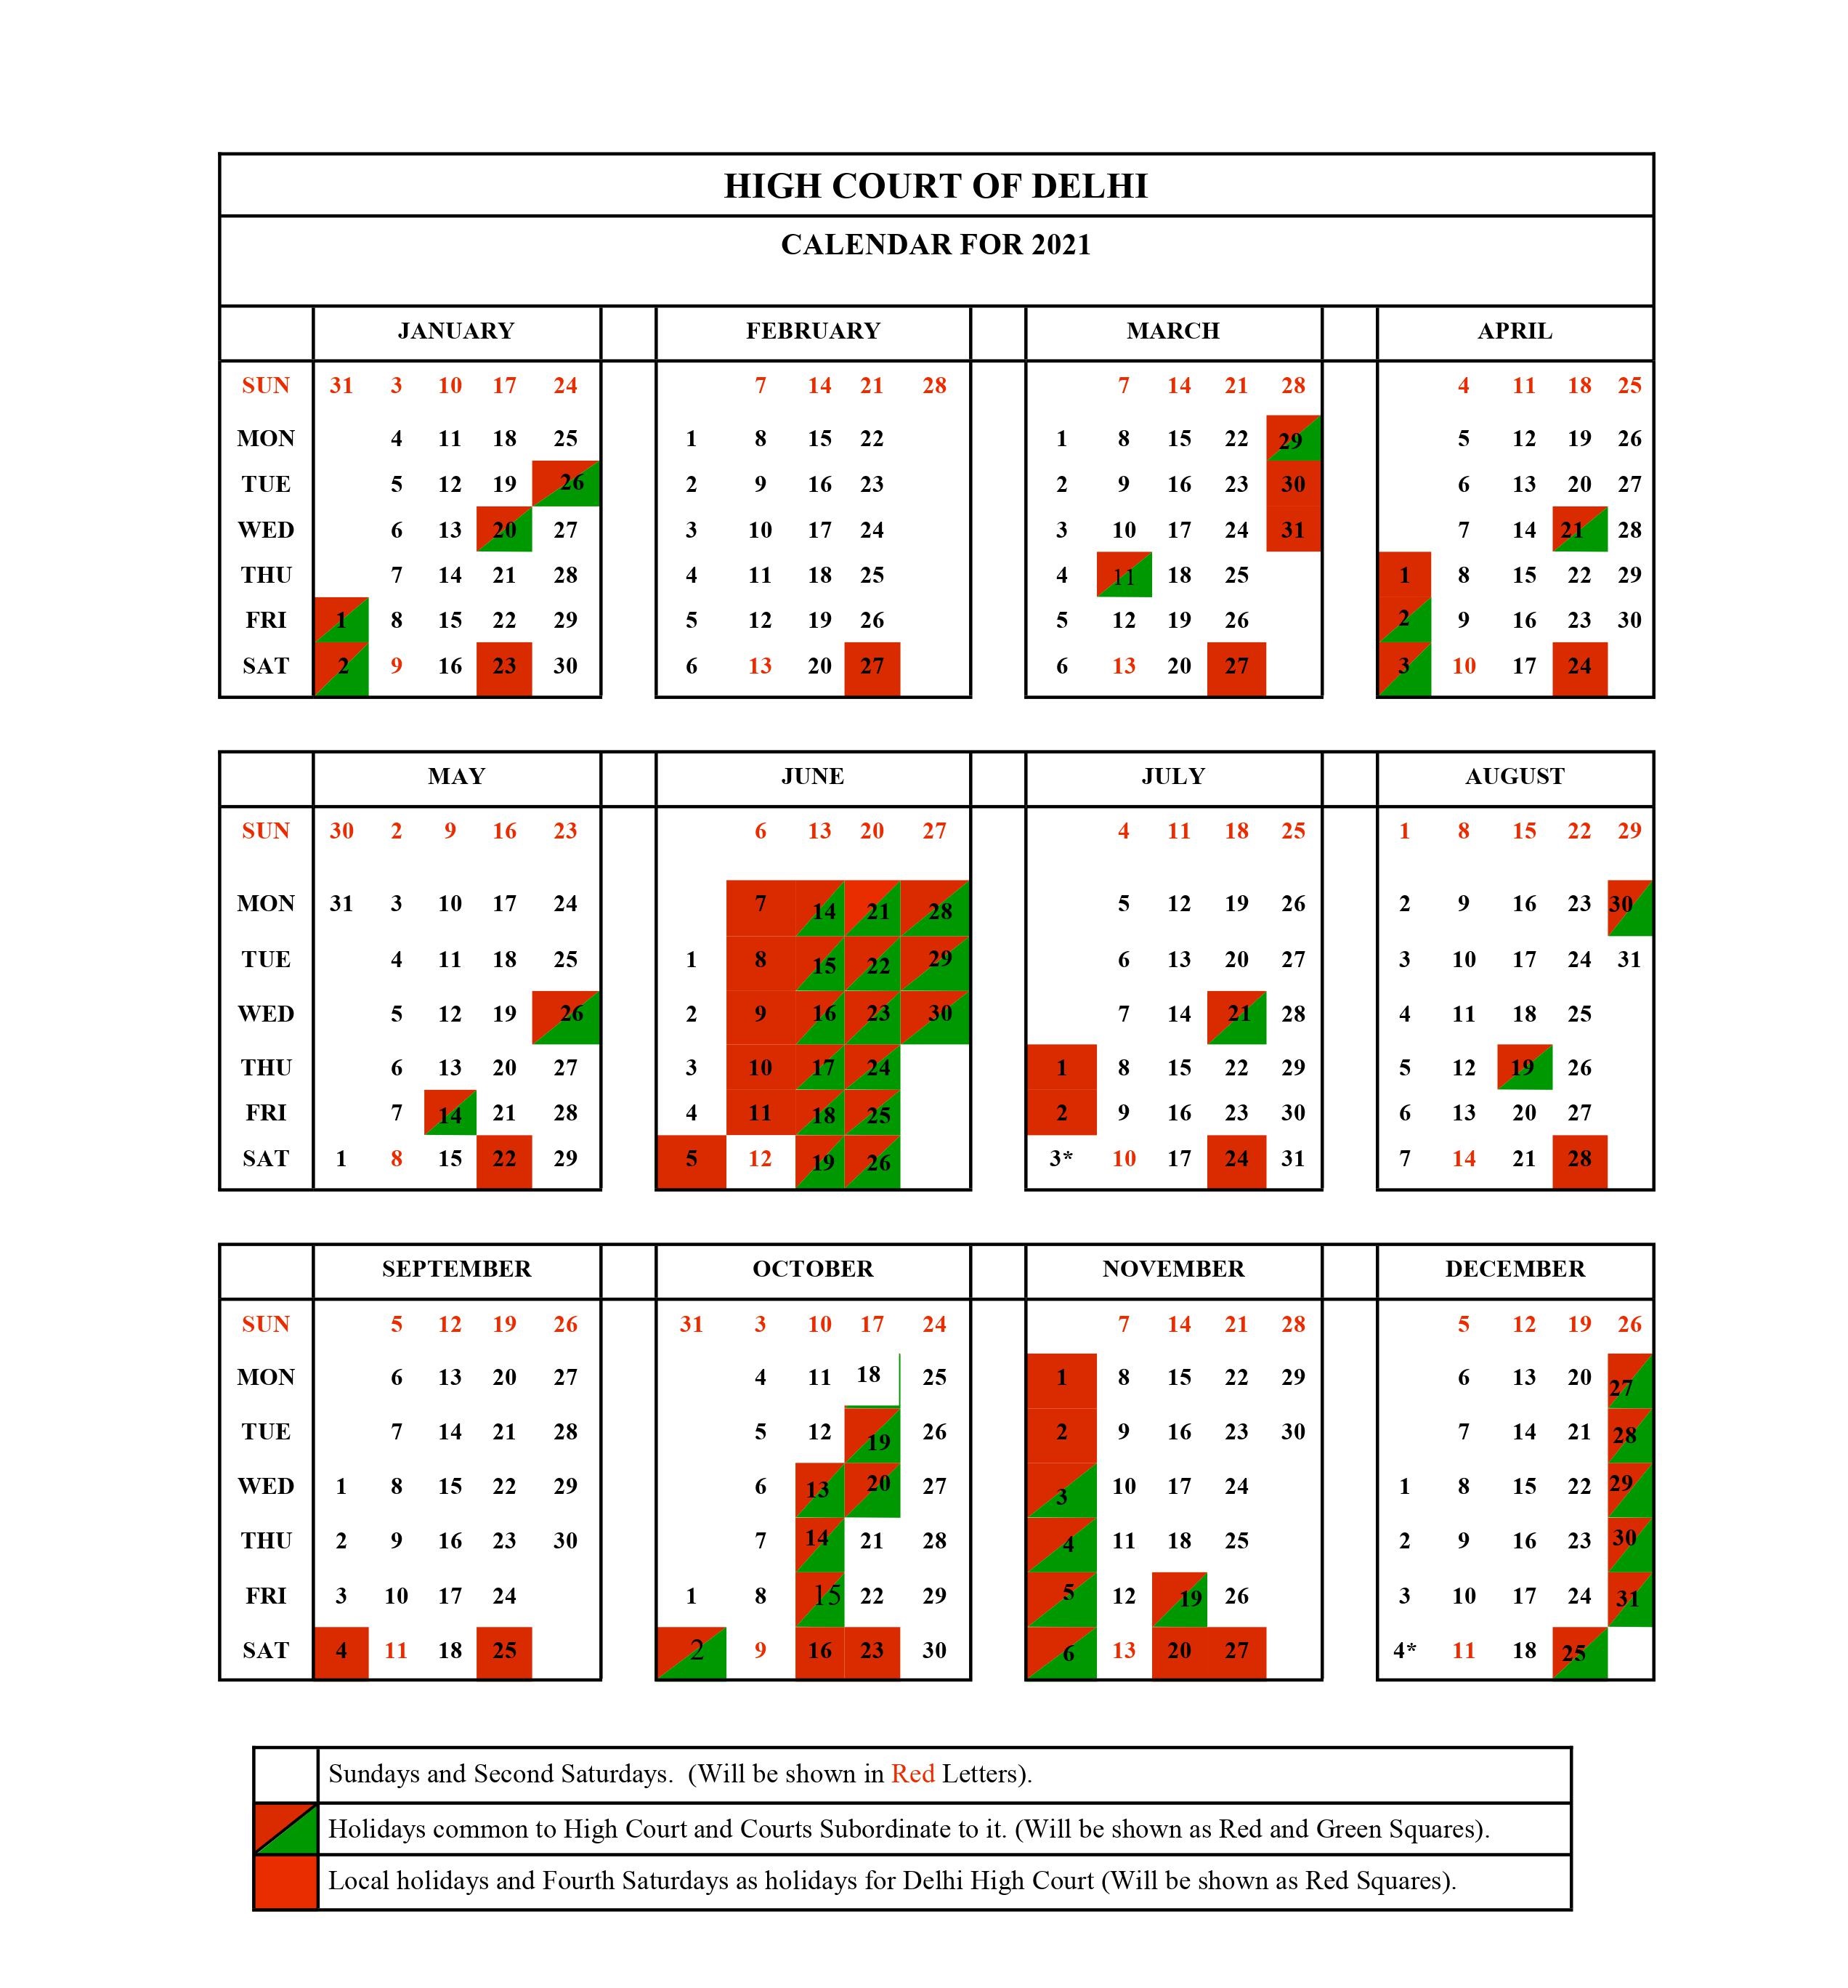 HIGH COURT OF DELHI
CALENDAR FOR 2021
JANUARY FEBRUARY MARCH APRIL
SUN 31 3 10 17 24 7 14 21 28 7 14 21 28 4 11 18 25
MON 4 11 18 25 1 8 15 22 1 8 15 22 29 5 12 19 26
TUE 5 12 19 26 2 9 16 23 2 9 16 23 30 6 13 20 27
WED 6 13 20 27 3 10 17 24 3 10 17 24 31 7 14 21 28
THU 7 14 21 28 4 11 18 25 4 11 18 25 1 8 15 22 29
FRI 1 8 15 22 29 5 12 19 26 5 12 19 26 2 9 16 23 30
SAT 2 9 16 23 30 6 13 20 27 6 13 20 27 3 10 17 24
MAY JUNE JULY AUGUST
SUN 30 2 9 16 23 6 13 20 27 4 11 18 25 1 8 15 22 29
MON 31 3 10 17 24 7 14 21 28 5 12 19 26 2 9 16 23 30
TUE 4 11 18 25 1 8 15 22 29 6 13 20 27 3 10 17 24 31
WED 5 12 19 26 2 9 16 23 30 7 14 21 28 4 11 18 25
THU 6 13 20 27 3 10 17 24 1 8 15 22 29 5 12 19 26
FRI 7 14 21 28 4 11 18 25 2 9 16 23 30 6 13 20 27
SAT 1 8 15 22 29 5 12 19 26 3* 10 17 24 31 7 14 21 28
SEPTEMBER OCTOBER NOVEMBER DECEMBER
SUN 5 12 19 26 31 3 10 17 24 7 14 21 28 5 12 19 26
MON 6 13 20 27 4 11 18 25 1 8 15 22 29 6 13 20 27
TUE 7 14 21 28 5 12 19 26 2 9 16 23 30 7 14 21 28
WED 1 8 15 22 29 6 13 20 27 3 10 17 24 1 8 15 22 29
THU 2 9 16 23 30 7 14 21 28 4 11 18 25 2 9 16 23 30
FRI 3 10 17 24 1 8 15 22 29 5 12 19 26 3 10 17 24 31
SAT 4 11 18 25 2 9 16 23 30 6 13 20 27 4* 11 18 25
Sundays and Second Saturdays. (Will be shown in Red Letters).
Holidays common to High Court and Courts Subordinate to it. (Will be shown as Red and Green Squares).
Local holidays and Fourth Saturdays as holidays for Delhi High Court (Will be shown as Red Squares).